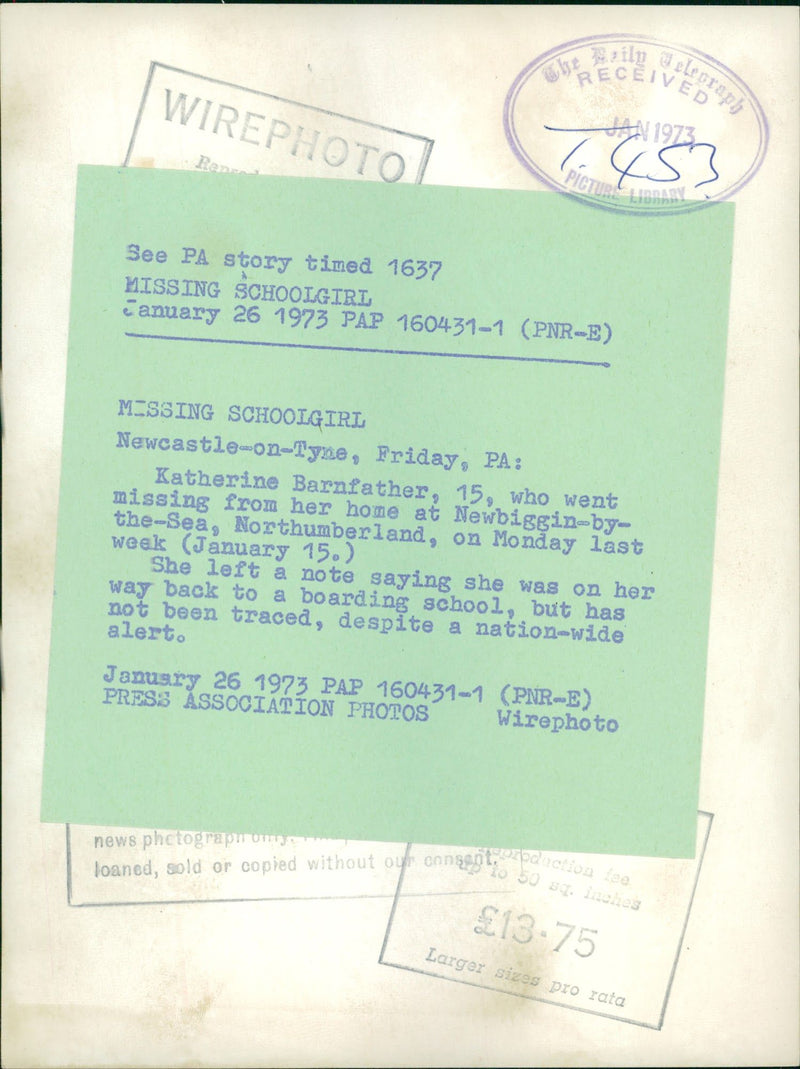 The Daily Telegraph
RECEIVED
JAN 1973
T. 453
PICTURE LIBRARY
WIREPHOTO
See PA story timed 1637
MISSING SCHOOLGIRL
January 26 1973 PAP 160431-1 (PNR-E)
MISSING SCHOOLGIRL
Newcastle-on-Tyne, Friday, PA:
Katherine Barnfather, 15, who went
missing from her home at Newbiggin-by-
the-Sea, Northumberland, on Monday last
week (January 15.)
She left a note saying she was on her
way back to a boarding school, but has
not been traced, despite a nation-wide
alert.
January 26 1973 PAP 160431-1 (PNR-E)
PRESS ASSOCIATION PHOTOS Wirephoto
news photograph only.
loaned, sold or copied without our consent.
Reproduction fee
up to 50 sq. inches
£13.75
Larger sizes pro rata